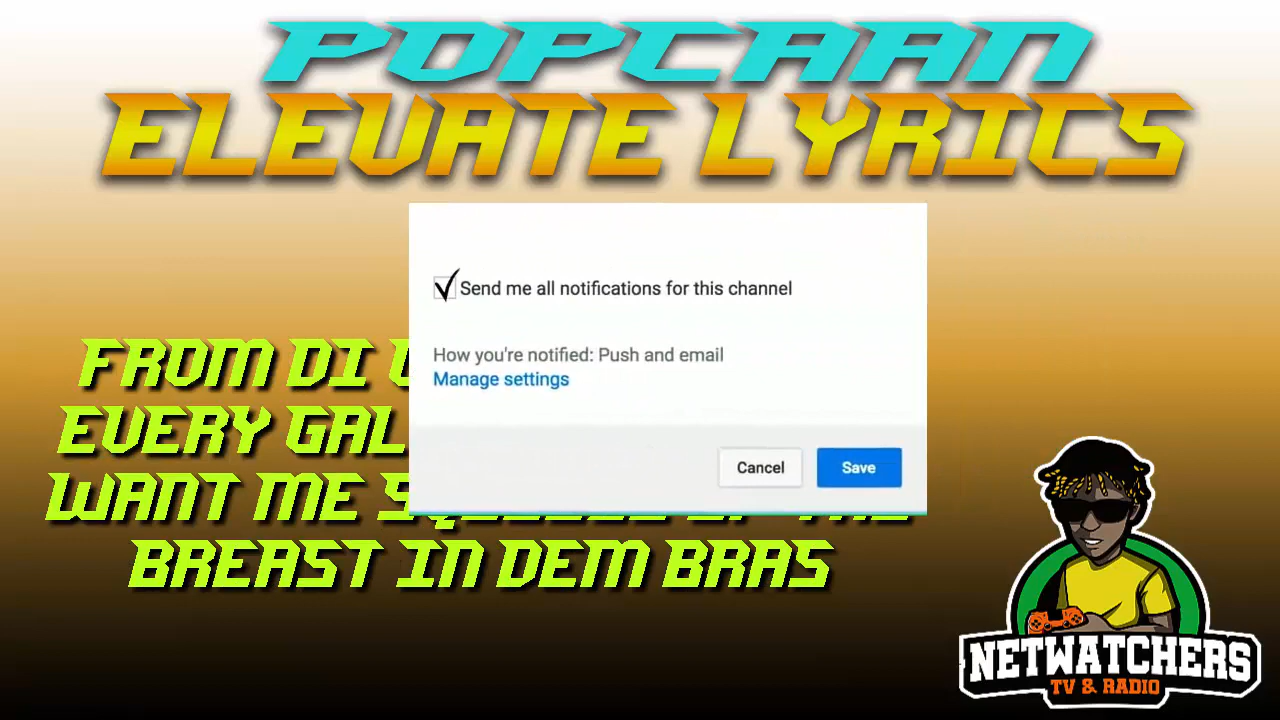 POPCAAN
ELEVATE LYRICS
Send me all notifications for this channel
How you're notified: Push and email
Manage settings
Cancel
Save
FROM DI
EVERY GAL
WANT ME
BREAST IN DEM BRAS
NETWATCHERS
TV & RADIO